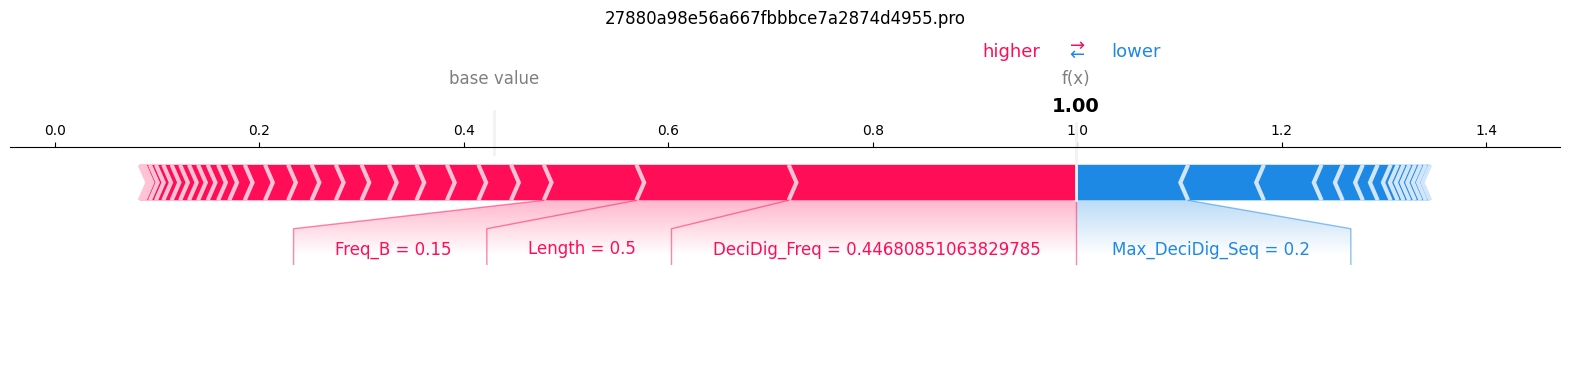 27880a98e56a667fbbbce7a2874d4955.pro
higher ⇄ lower
base value f(x)
1.00
0.0 0.2 0.4 0.6 0.8 1.0 1.2 1.4
Freq_B = 0.15 Length = 0.5 DeciDig_Freq = 0.44680851063829785 Max_DeciDig_Seq = 0.2